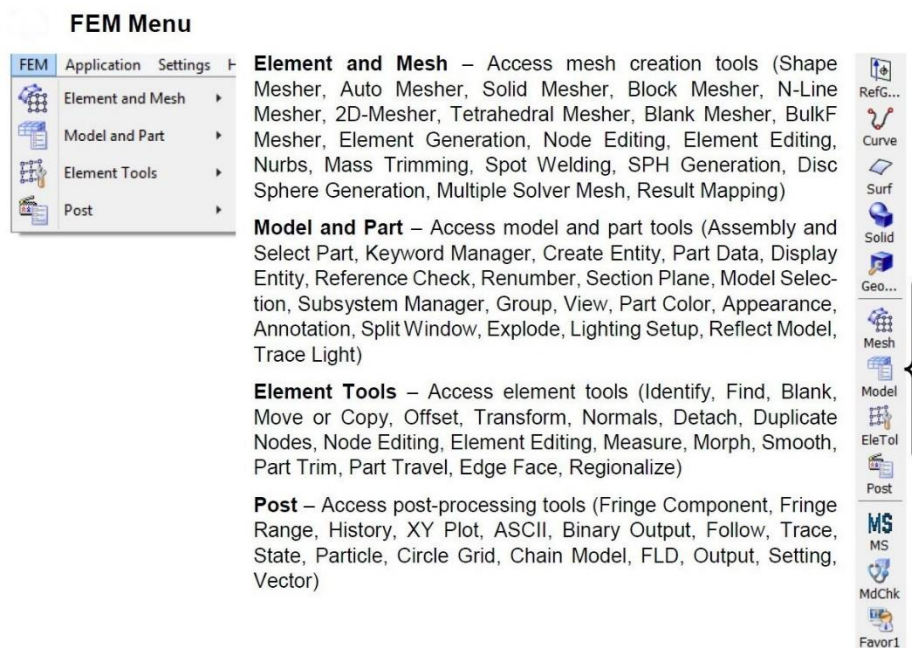 FEM Menu
FEM Application Settings H
Element and Mesh
Model and Part
Element Tools
Post
Element and Mesh – Access mesh creation tools (Shape
Mesher, Auto Mesher, Solid Mesher, Block Mesher, N-Line
Mesher, 2D-Mesher, Tetrahedral Mesher, Blank Mesher, BulkF
Mesher, Element Generation, Node Editing, Element Editing,
Nurbs, Mass Trimming, Spot Welding, SPH Generation, Disc
Sphere Generation, Multiple Solver Mesh, Result Mapping)
Model and Part – Access model and part tools (Assembly and
Select Part, Keyword Manager, Create Entity, Part Data, Display
Entity, Reference Check, Renumber, Section Plane, Model Selec-
tion, Subsystem Manager, Group, View, Part Color, Appearance,
Annotation, Split Window, Explode, Lighting Setup, Reflect Model,
Trace Light)
Element Tools – Access element tools (Identify, Find, Blank,
Move or Copy, Offset, Transform, Normals, Detach, Duplicate
Nodes, Node Editing, Element Editing, Measure, Morph, Smooth,
Part Trim, Part Travel, Edge Face, Regionalize)
Post – Access post-processing tools (Fringe Component, Fringe
Range, History, XY Plot, ASCII, Binary Output, Follow, Trace,
State, Particle, Circle Grid, Chain Model, FLD, Output, Setting,
Vector)
RefG...
Curve
Surf
Solid
Geo...
Mesh
Model
EleTol
Post
MS
MS
MdChk
Favor1